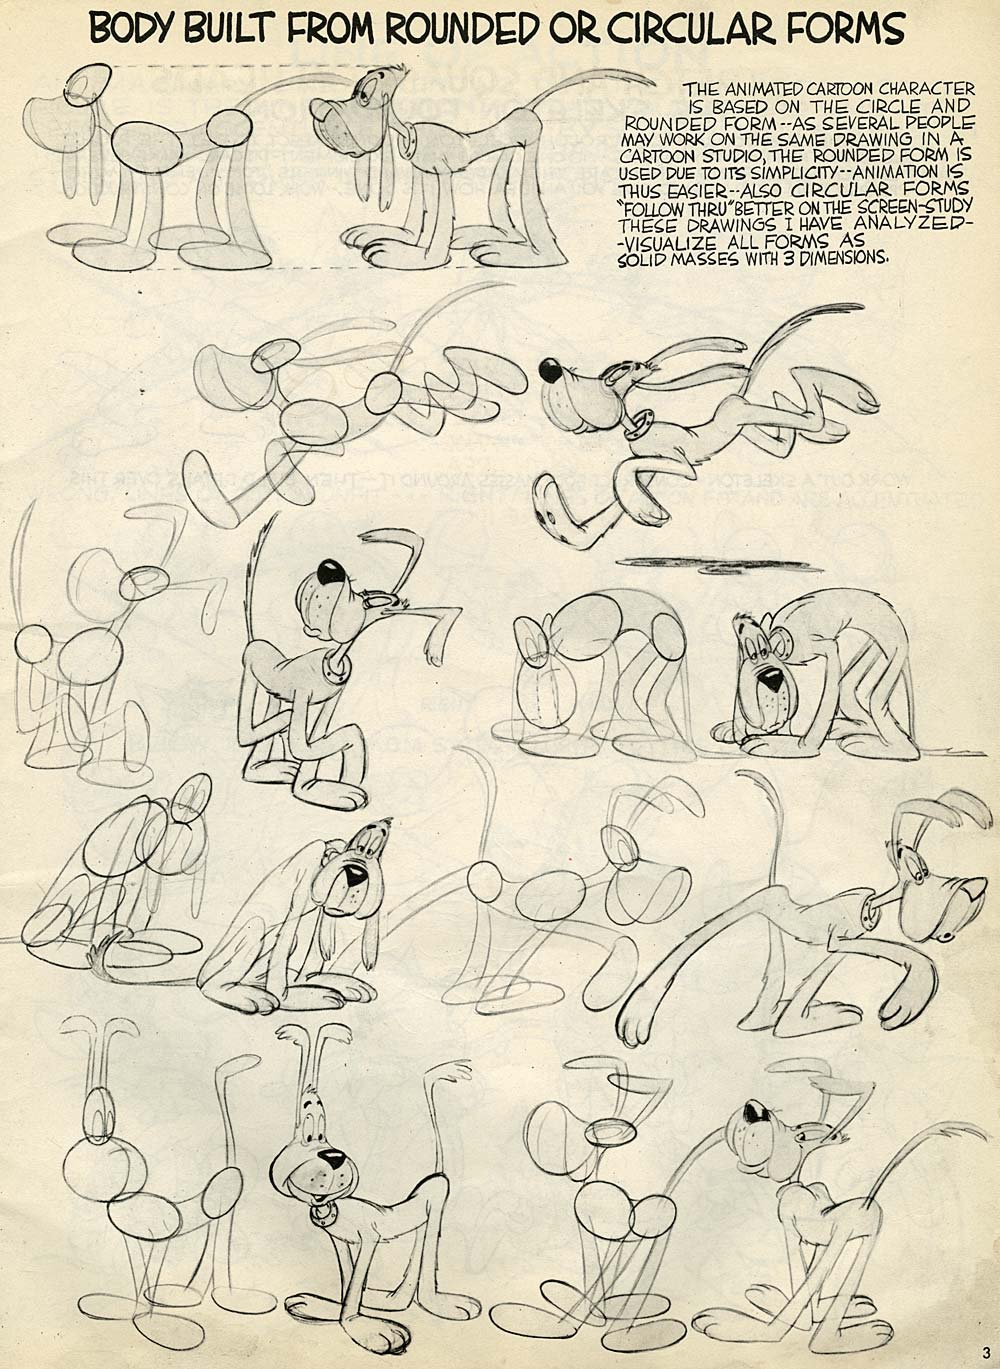 BODY BUILT FROM ROUNDED OR CIRCULAR FORMS
THE ANIMATED CARTOON CHARACTER
IS BASED ON THE CIRCLE AND
ROUNDED FORM--AS SEVERAL PEOPLE
MAY WORK ON THE SAME DRAWING IN A
CARTOON STUDIO, THE ROUNDED FORM IS
USED DUE TO ITS SIMPLICITY--ANIMATION IS
THUS EASIER--ALSO CIRCULAR FORMS
"FOLLOW THRU" BETTER ON THE SCREEN-STUDY
THESE DRAWINGS I HAVE ANALYZED-
-VISUALIZE ALL FORMS AS
SOLID MASSES WITH 3 DIMENSIONS.
3